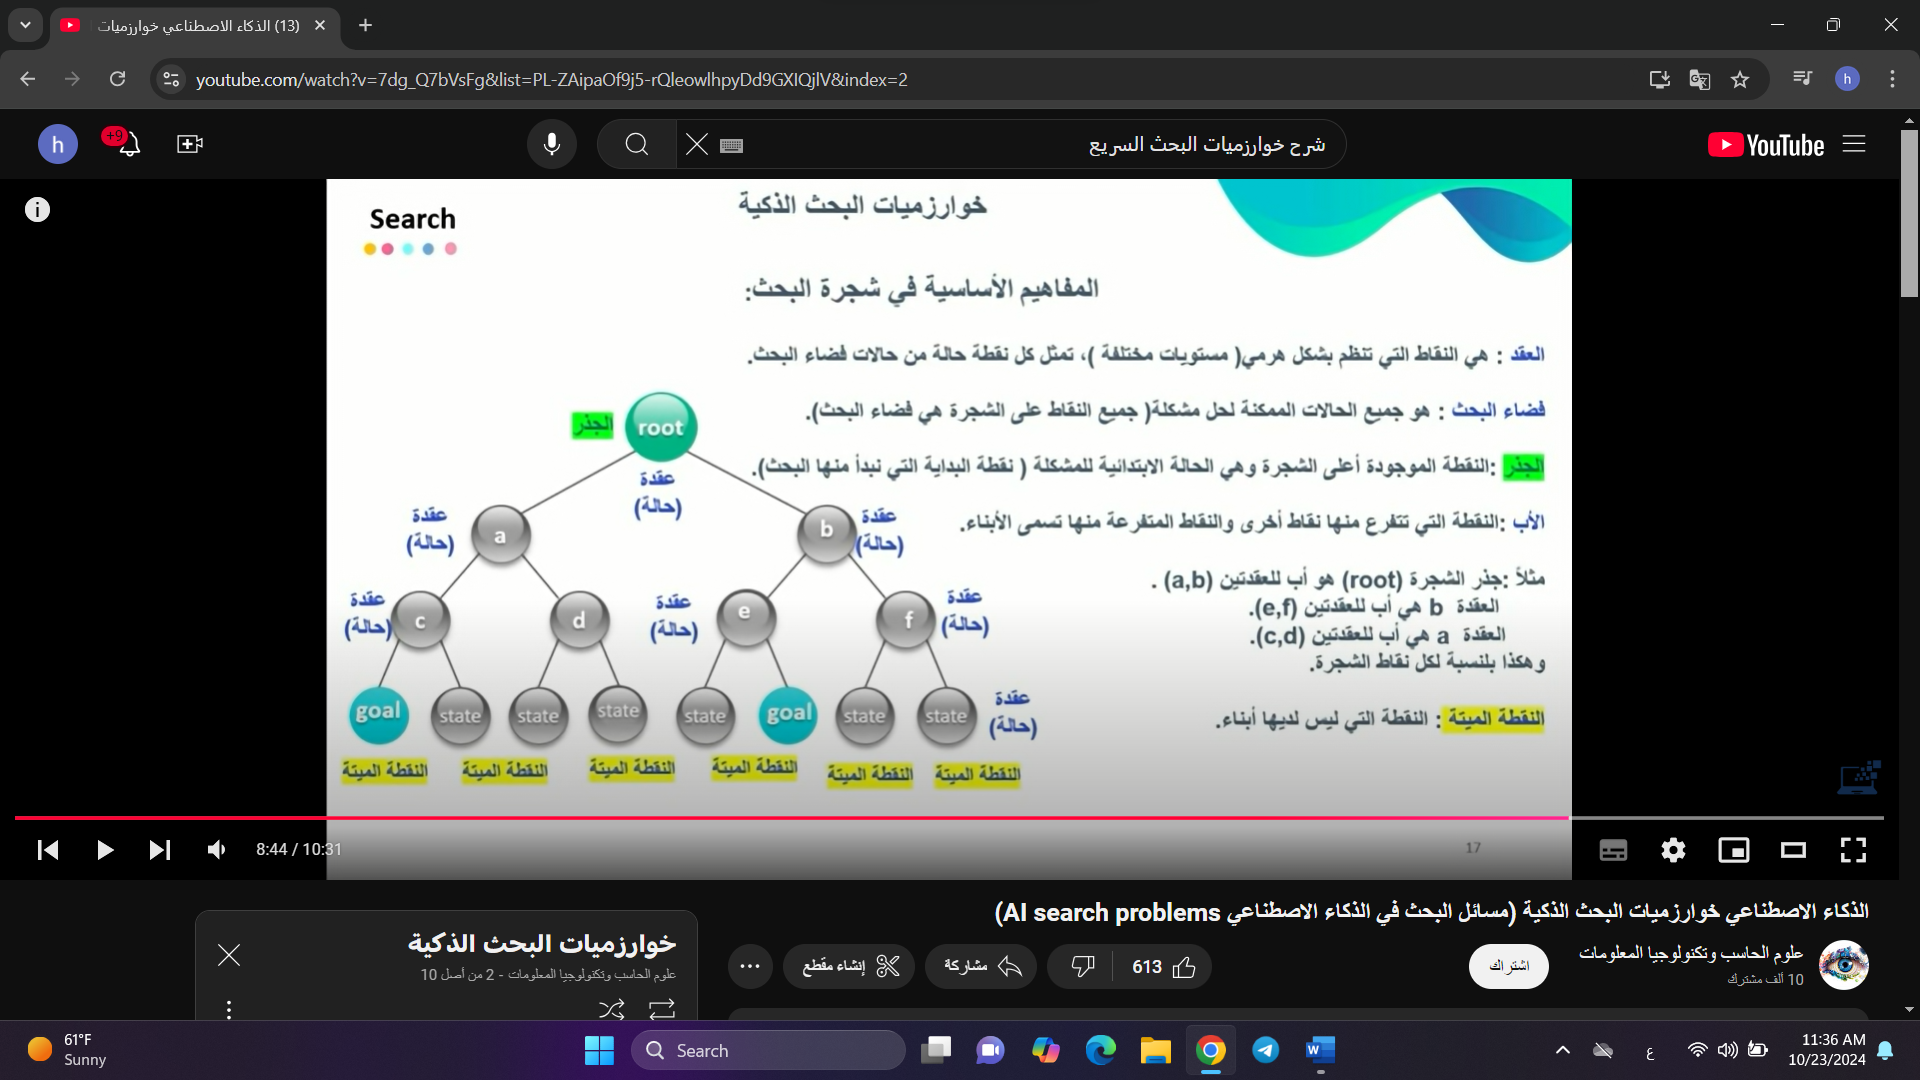 (13) الذكاء الاصطناعي خوارزميات
youtube.com/watch?v=7dg_Q7bVsFg&list=PL-ZAipaOf9j5-rQleowlhpyDd9GXIQjlV&index=2
h
h
+9
شرح خوارزميات البحث السريع
YouTube
Search
خوارزميات البحث الذكية
المفاهيم الأساسية في شجرة البحث:
العقد : هي النقاط التي تنظم بشكل هرمي( مستويات مختلفة )، تمثل كل نقطة حالة من حالات فضاء البحث.
فضاء البحث : هو جميع الحالات الممكنة لحل مشكلة( جميع النقاط على الشجرة هي فضاء البحث).
الجذر :النقطة الموجودة أعلى الشجرة وهي الحالة الابتدائية للمشكلة ( نقطة البداية التي نبدأ منها البحث).
الأب :النقطة التي تتفرع منها نقاط أخرى والنقاط المتفرعة منها تسمى الأبناء.
مثلاً :جذر الشجرة (root) هو أب للعقدتين (a,b) .
العقدة b هي أب للعقدتين (e,f).
العقدة a هي أب للعقدتين (c,d).
وهكذا بلنسبة لكل نقاط الشجرة.
النقطة الميتة : النقطة التي ليس لديها أبناء.
الجذر
root
عقدة
(حالة)
عقدة
(حالة)
a
b
عقدة
(حالة)
عقدة
(حالة)
c
d
عقدة
(حالة)
e
f
عقدة
(حالة)
goal
state
state
state
state
goal
state
state
عقدة
(حالة)
النقطة الميتة
النقطة الميتة
النقطة الميتة
النقطة الميتة
النقطة الميتة
النقطة الميتة
17
8:44 / 10:31
الذكاء الاصطناعي خوارزميات البحث الذكية (مسائل البحث في الذكاء الاصطناعي AI search problems)
علوم الحاسب وتكنولوجيا المعلومات
10 ألف مشترك
اشتراك
613
مشاركة
إنشاء مقطع
خوارزميات البحث الذكية
علوم الحاسب وتكنولوجيا المعلومات - 2 من أصل 10
61°F
Sunny
Search
ع
11:36 AM
10/23/2024